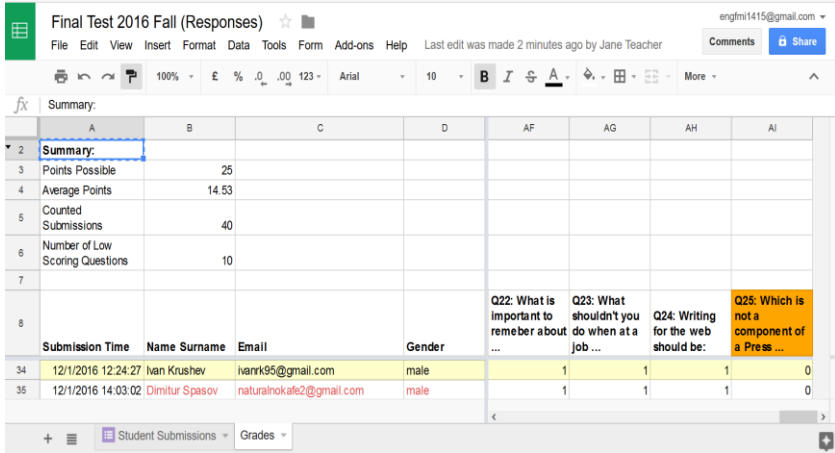 Final Test 2016 Fall (Responses)
engfmi1415@gmail.com
File Edit View Insert Format Data Tools Form Add-ons Help Last edit was made 2 minutes ago by Jane Teacher
Comments Share
100% £ % .0 .00 123 Arial 10 B I S A More
fx Summary:
A B C D AF AG AH AI
2 Summary:
3 Points Possible 25
4 Average Points 14.53
5 Counted
Submissions 40
6 Number of Low
Scoring Questions 10
7
8 Submission Time Name Surname Email Gender
Q22: What is
important to
remeber about
...
Q23: What
shouldn't you
do when at a
job ...
Q24: Writing
for the web
should be:
Q25: Which is
not a
component of
a Press ...
34 12/1/2016 12:24:27 Ivan Krushev ivanrk95@gmail.com male 1 1 1 0
35 12/1/2016 14:03:02 Dimitur Spasov naturalnokafe2@gmail.com male 1 1 1 0
+ Student Submissions Grades